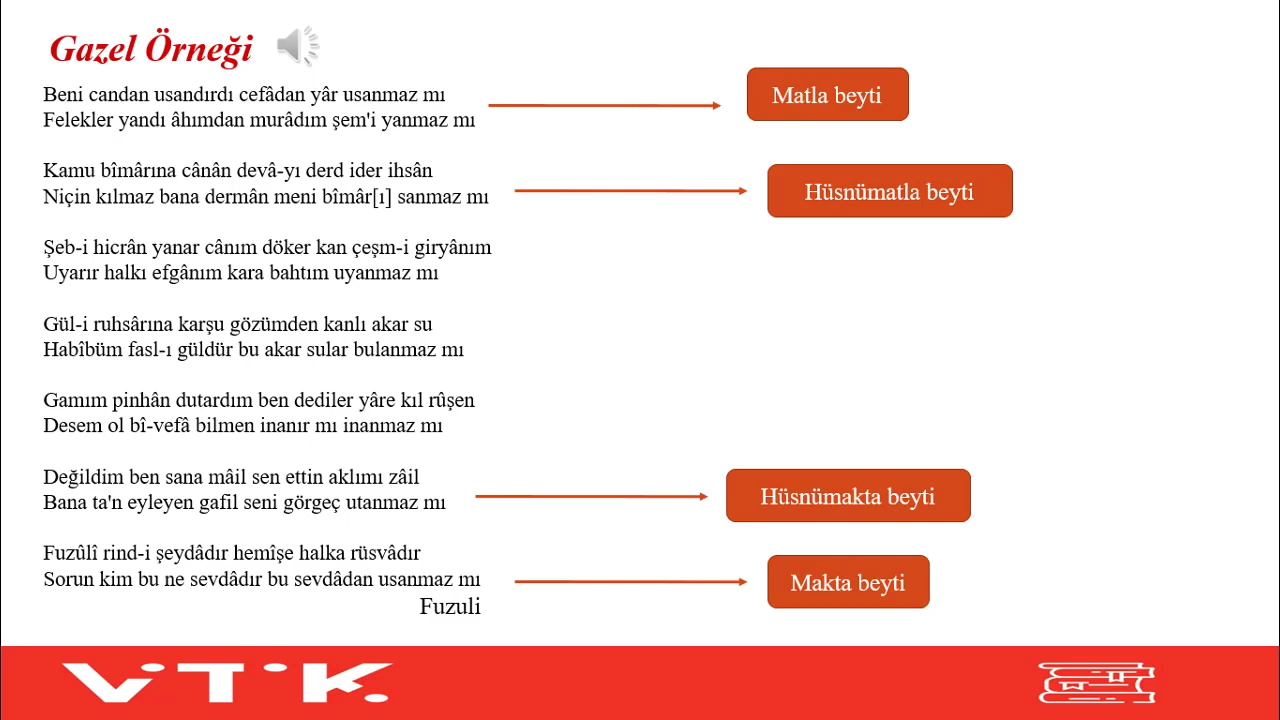 Gazel Örneği
Beni candan usandırdı cefâdan yâr usanmaz mı
Felekler yandı âhımdan murâdım şem'i yanmaz mı
Matla beyti
Kamu bîmârına cânân devâ-yı derd ider ihsân
Niçin kılmaz bana dermân meni bîmâr[ı] sanmaz mı
Hüsnümatla beyti
Şeb-i hicrân yanar cânım döker kan çeşm-i giryânım
Uyarır halkı efgânım kara bahtım uyanmaz mı
Gül-i ruhsârına karşu gözümden kanlı akar su
Habîbüm fasl-ı güldür bu akar sular bulanmaz mı
Gamım pinhân dutardım ben dediler yâre kıl rûşen
Desem ol bî-vefâ bilmen inanır mı inanmaz mı
Değildim ben sana mâil sen ettin aklımı zâil
Bana ta'n eyleyen gafil seni görgeç utanmaz mı
Hüsnümakta beyti
Fuzûlî rind-i şeydâdır hemîşe halka rüsvâdır
Sorun kim bu ne sevdâdır bu sevdâdan usanmaz mı
Makta beyti
Fuzuli
VİTİK.